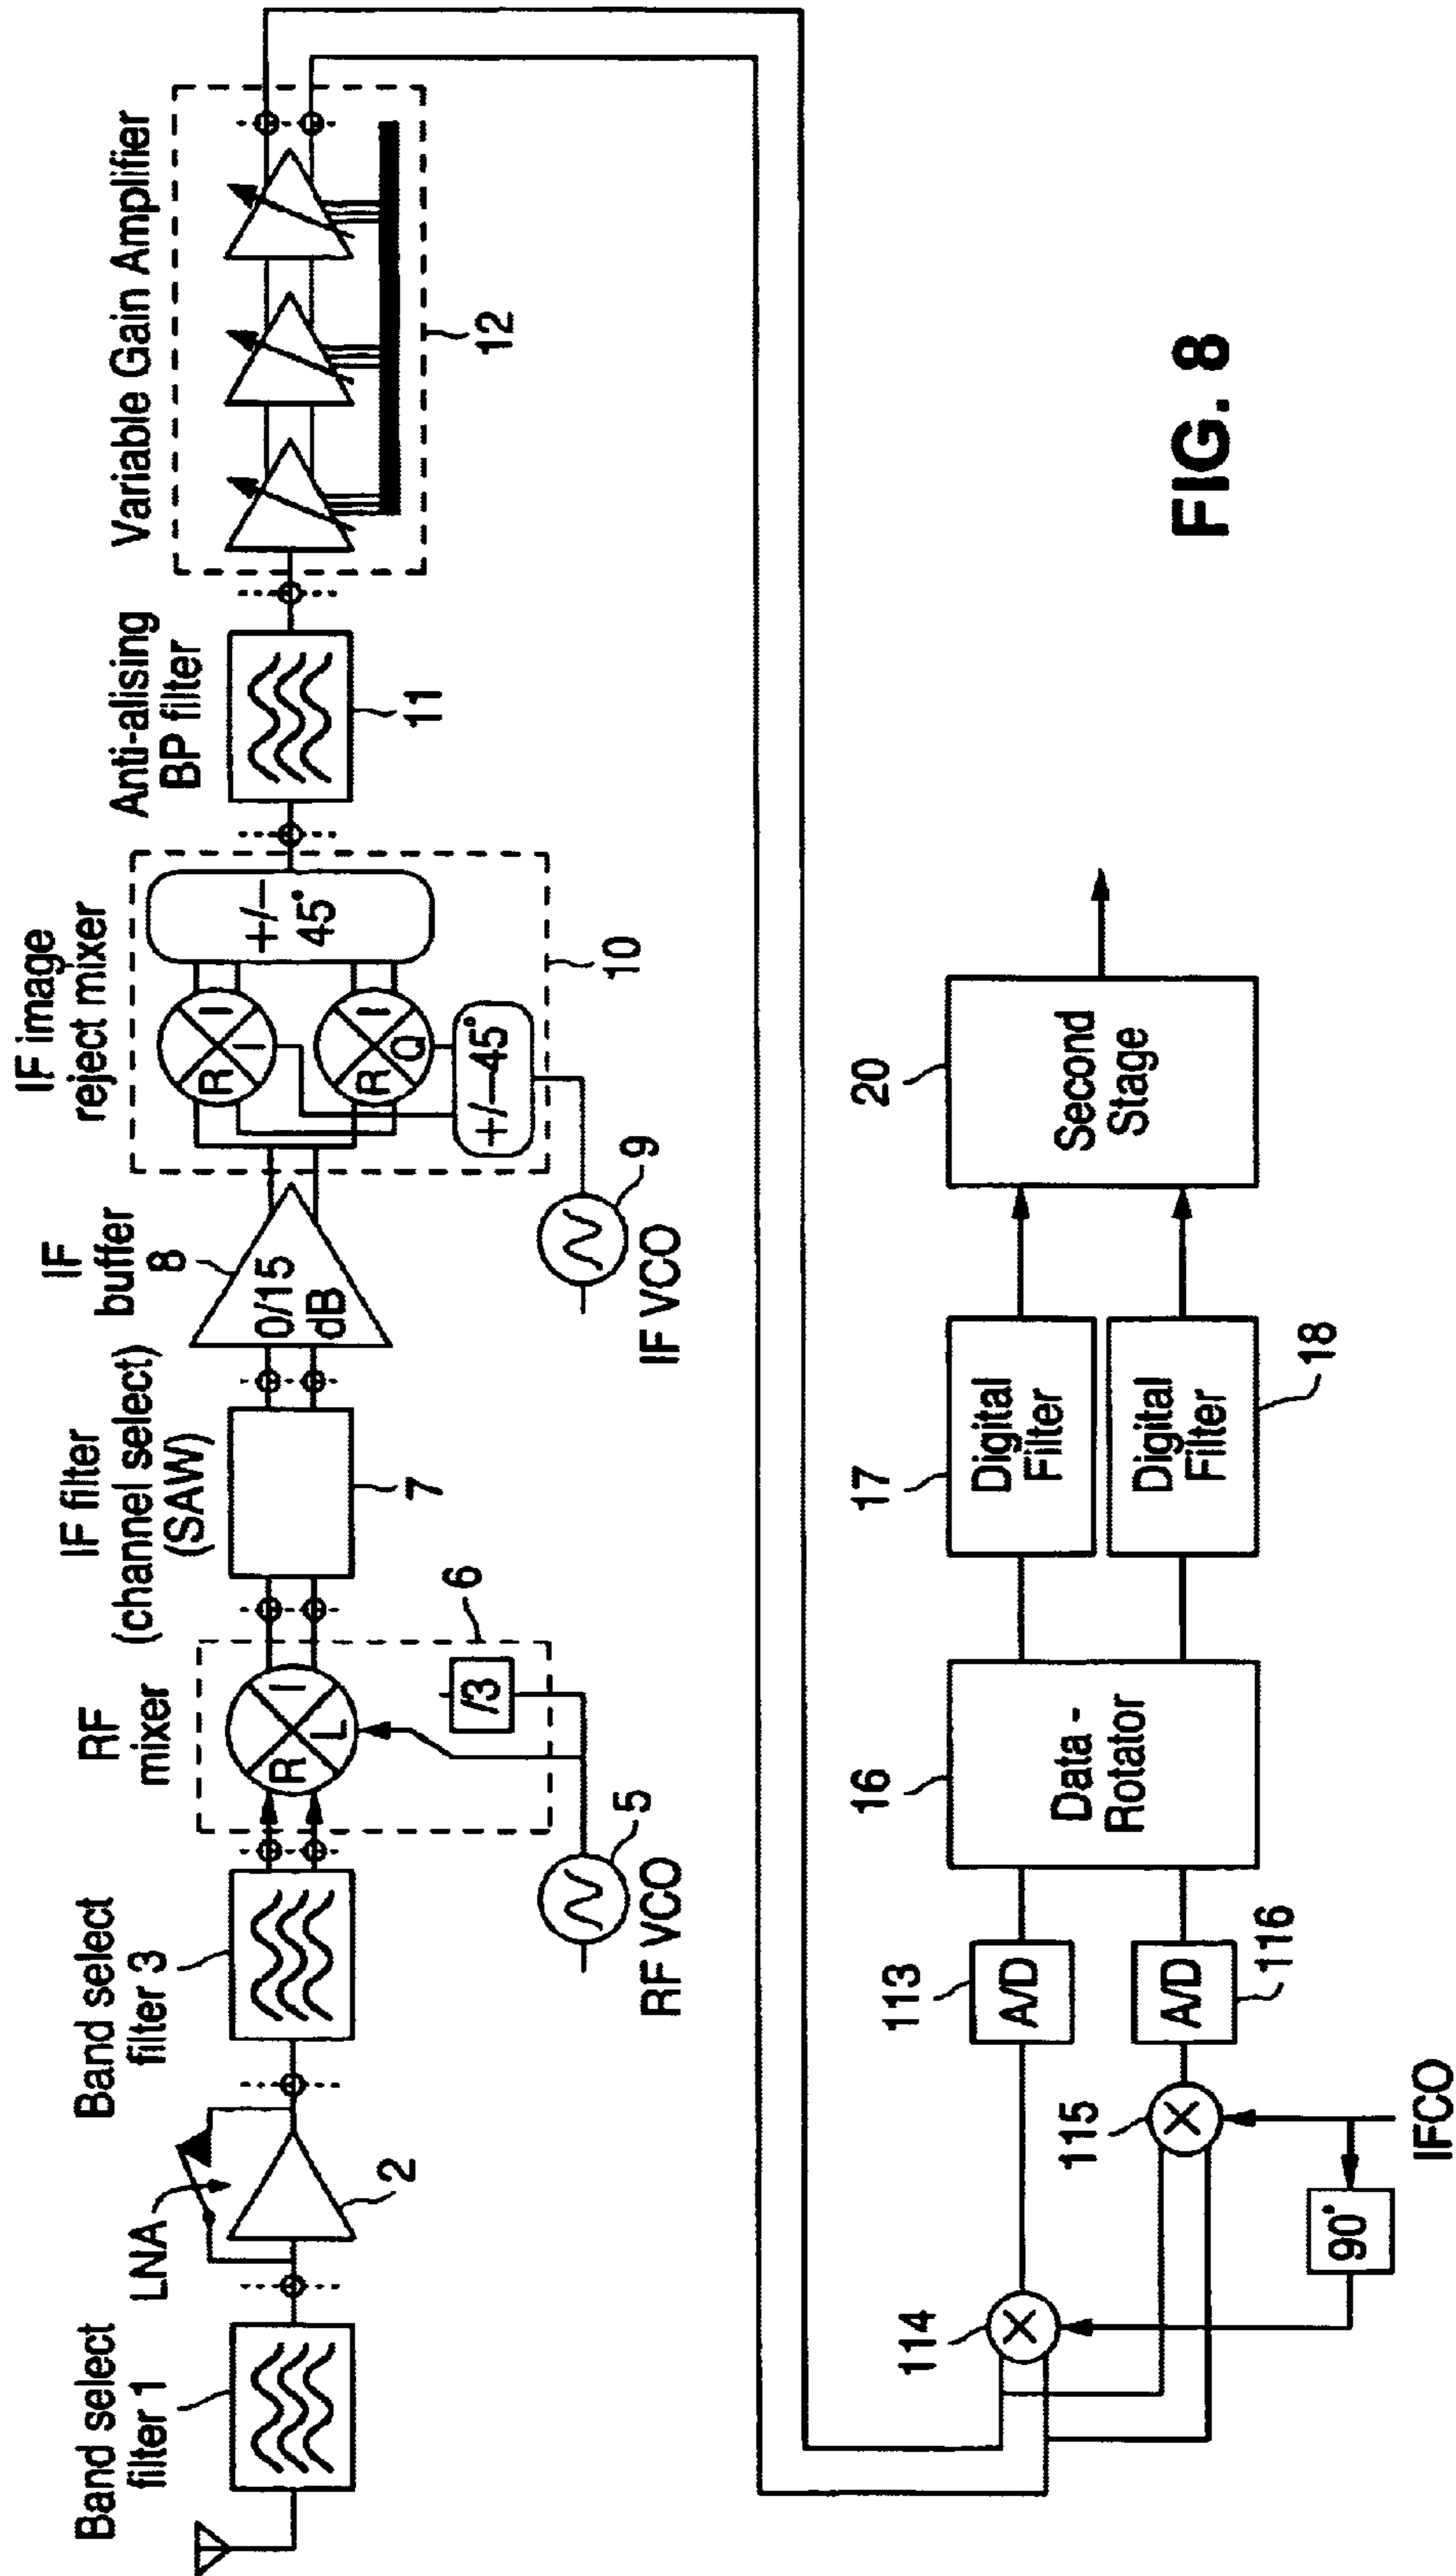 Band select
filter 1
LNA
2
Band select
filter 3
RF
mixer
R
I
L
/3
6
5
RF VCO
IF filter
(channel select)
(SAW)
7
IF
buffer
8
0/15
dB
IF image
reject mixer
R
I
I
R
I
Q
+/-
45°
+/-45°
10
9
IF VCO
Anti-alising
BP filter
11
Variable Gain Amplifier
12
114
115
90°
IFCO
113
A/D
A/D
116
16
Data -
Rotator
17
Digital
Filter
Digital
Filter
18
20
Second
Stage
FIG. 8